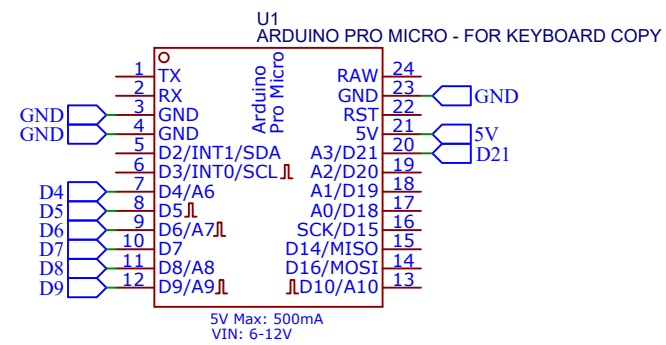 U1
ARDUINO PRO MICRO - FOR KEYBOARD COPY
Arduino
Pro Micro
1 TX RAW 24
2 RX GND 23 GND
GND 3 GND RST 22
GND 4 GND 5V 21 5V
5 D2/INT1/SDA A3/D21 20 D21
6 D3/INT0/SCL A2/D20 19
D4 7 D4/A6 A1/D19 18
D5 8 D5 A0/D18 17
D6 9 D6/A7 SCK/D15 16
D7 10 D7 D14/MISO 15
D8 11 D8/A8 D16/MOSI 14
D9 12 D9/A9 D10/A10 13
5V Max: 500mA
VIN: 6-12V